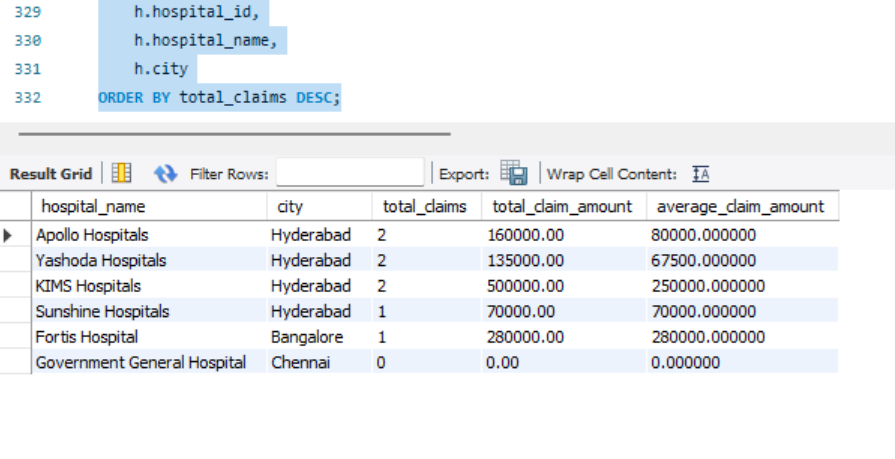 329 h.hospital_id,
330 h.hospital_name,
331 h.city
332 ORDER BY total_claims DESC;
Result Grid Filter Rows: Export: Wrap Cell Content:
hospital_name city total_claims total_claim_amount average_claim_amount
Apollo Hospitals Hyderabad 2 160000.00 80000.000000
Yashoda Hospitals Hyderabad 2 135000.00 67500.000000
KIMS Hospitals Hyderabad 2 500000.00 250000.000000
Sunshine Hospitals Hyderabad 1 70000.00 70000.000000
Fortis Hospital Bangalore 1 280000.00 280000.000000
Government General Hospital Chennai 0 0.00 0.000000